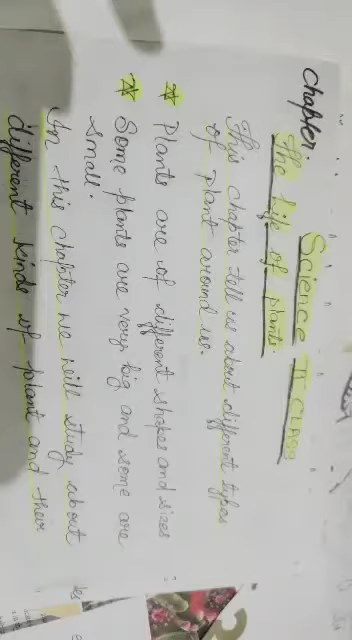 Science II CLASS
Chapter:
The life of plants.
This chapter tell us about different types
of plant around us.
Plants are of different shapes and sizes
Some plants are very big and some are
small.
In this chapter we will study about
different kinds of plant and their